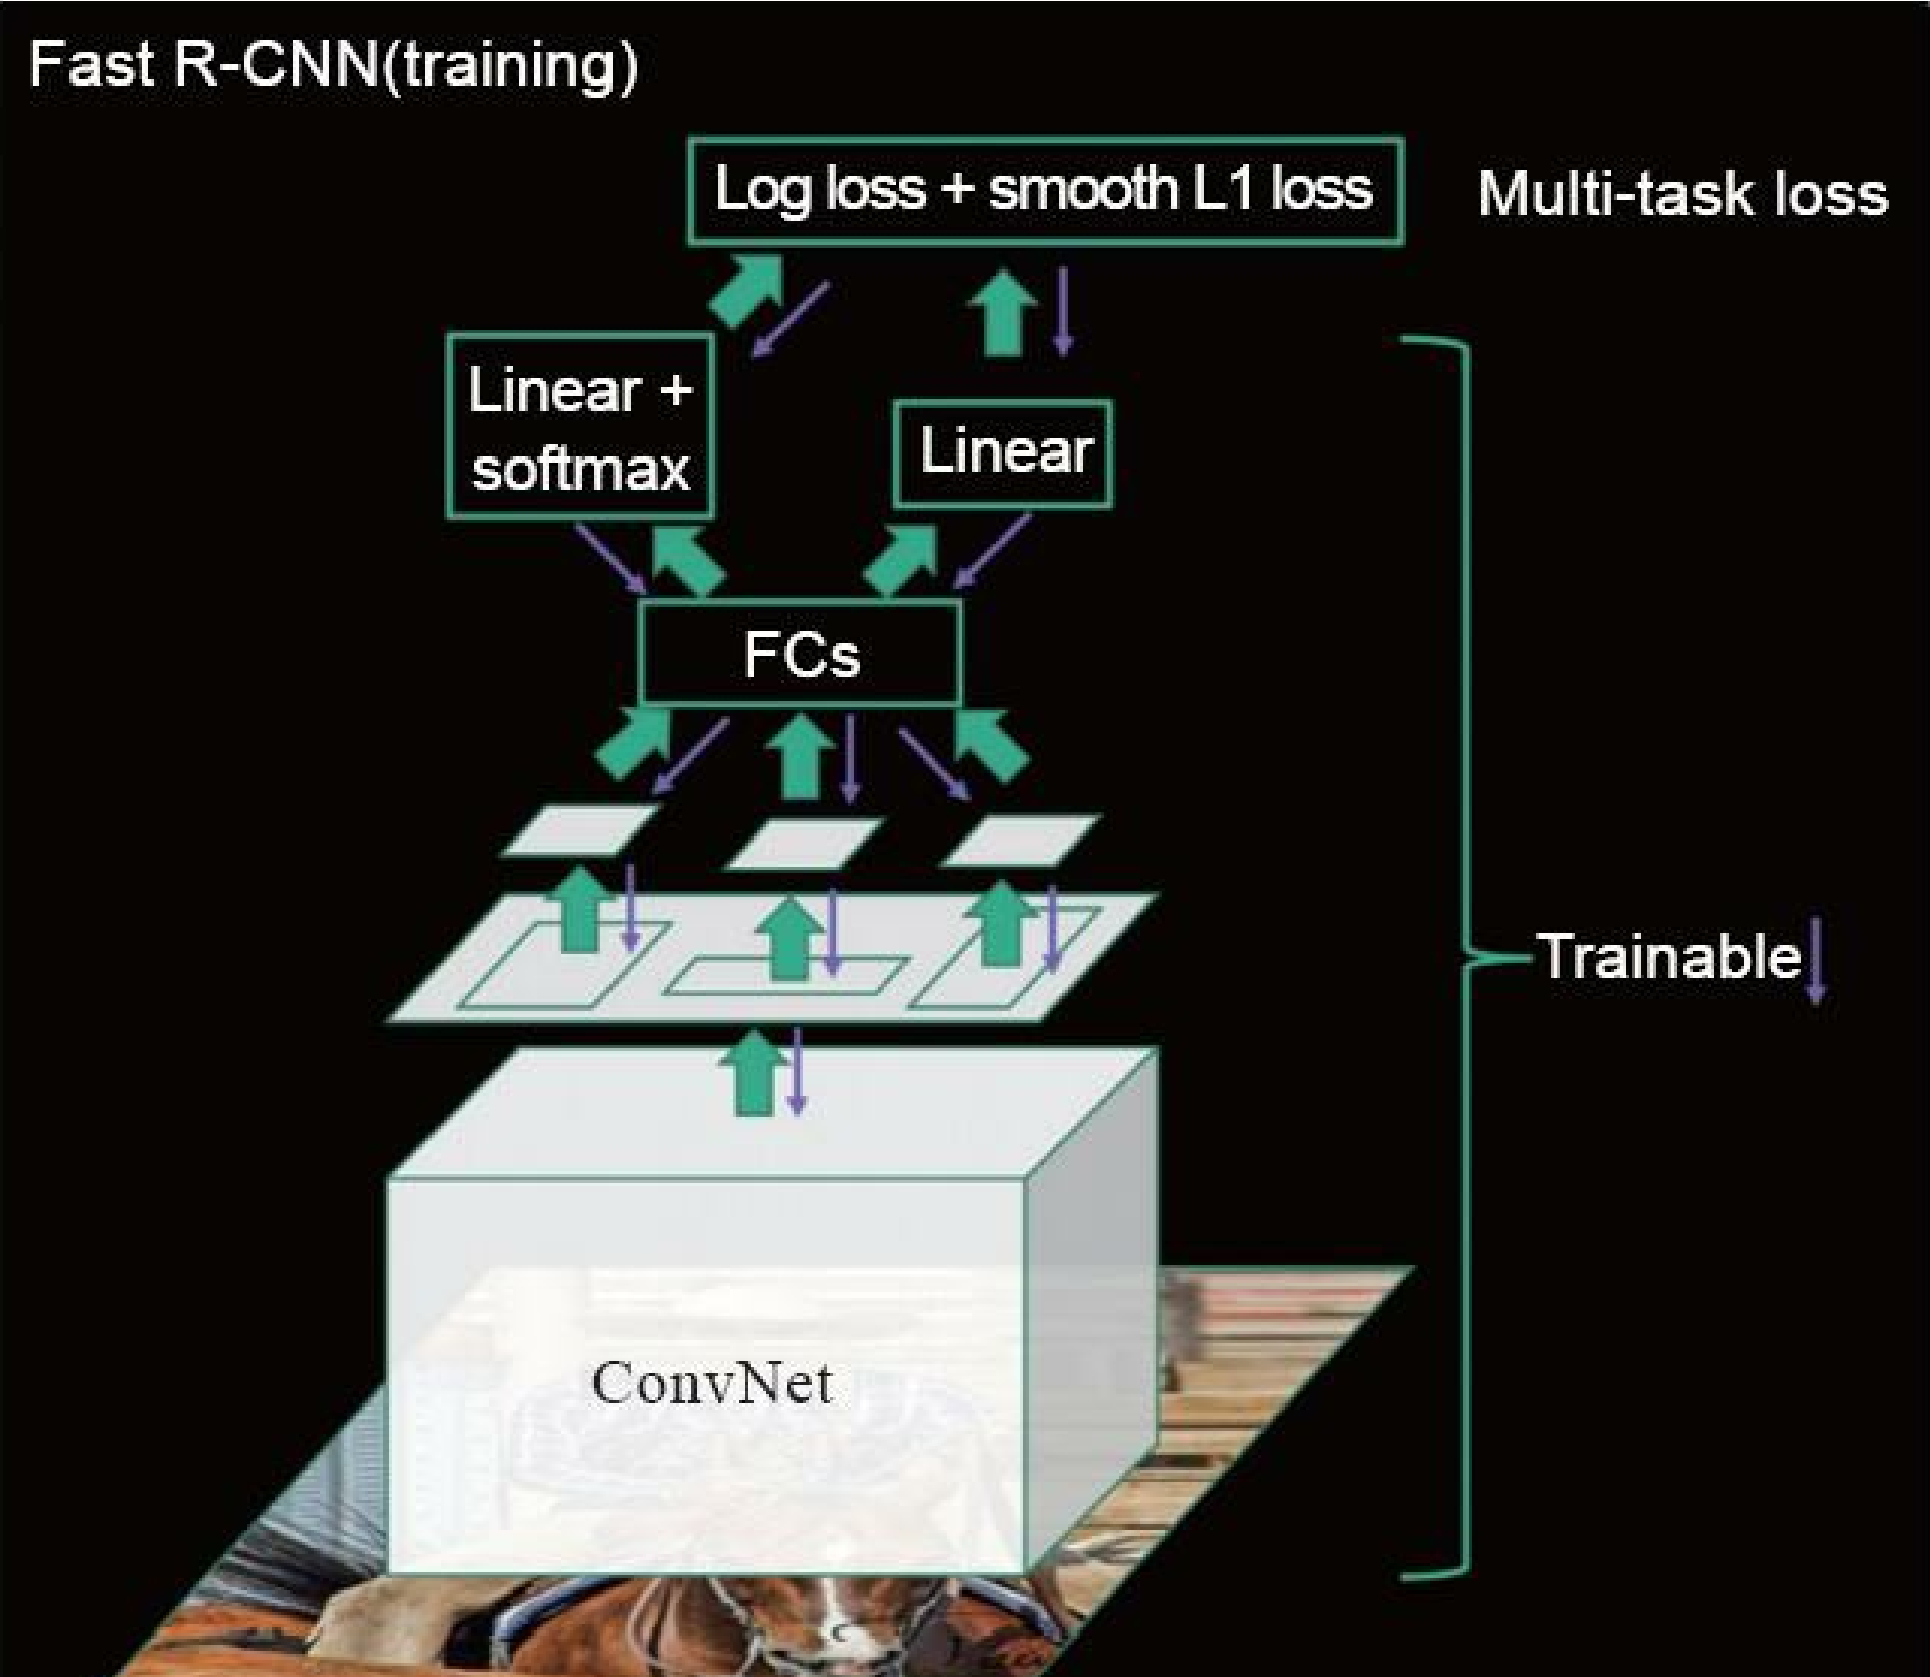 Fast R-CNN(training)
Log loss + smooth L1 loss
Multi-task loss
Linear +
softmax
Linear
FCs
Trainable
ConvNet